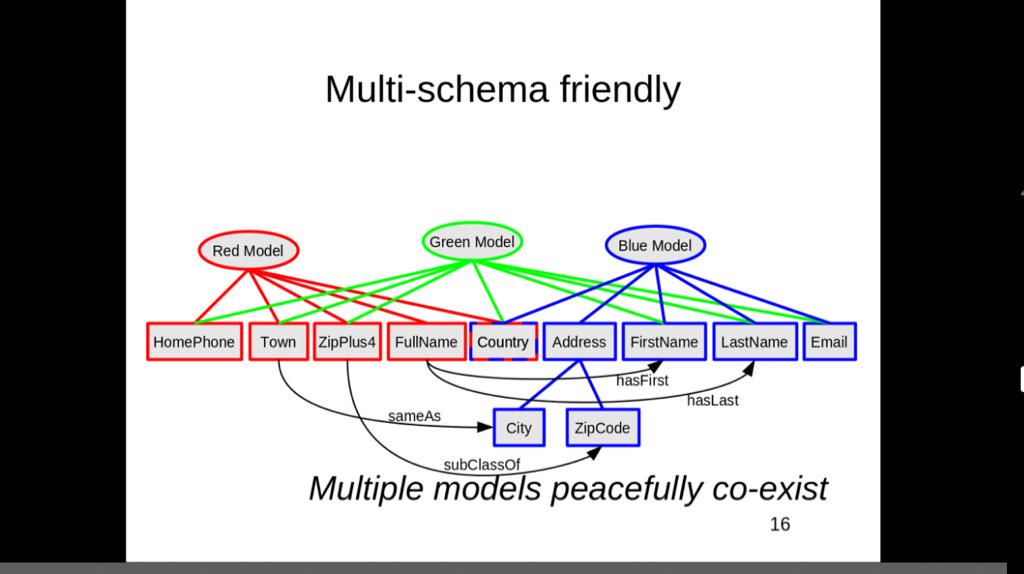 Multi-schema friendly
Red Model
Green Model
Blue Model
HomePhone
Town
ZipPlus4
FullName
Country
Address
FirstName
LastName
Email
hasFirst
hasLast
sameAs
City
ZipCode
subClassOf
Multiple models peacefully co-exist
16